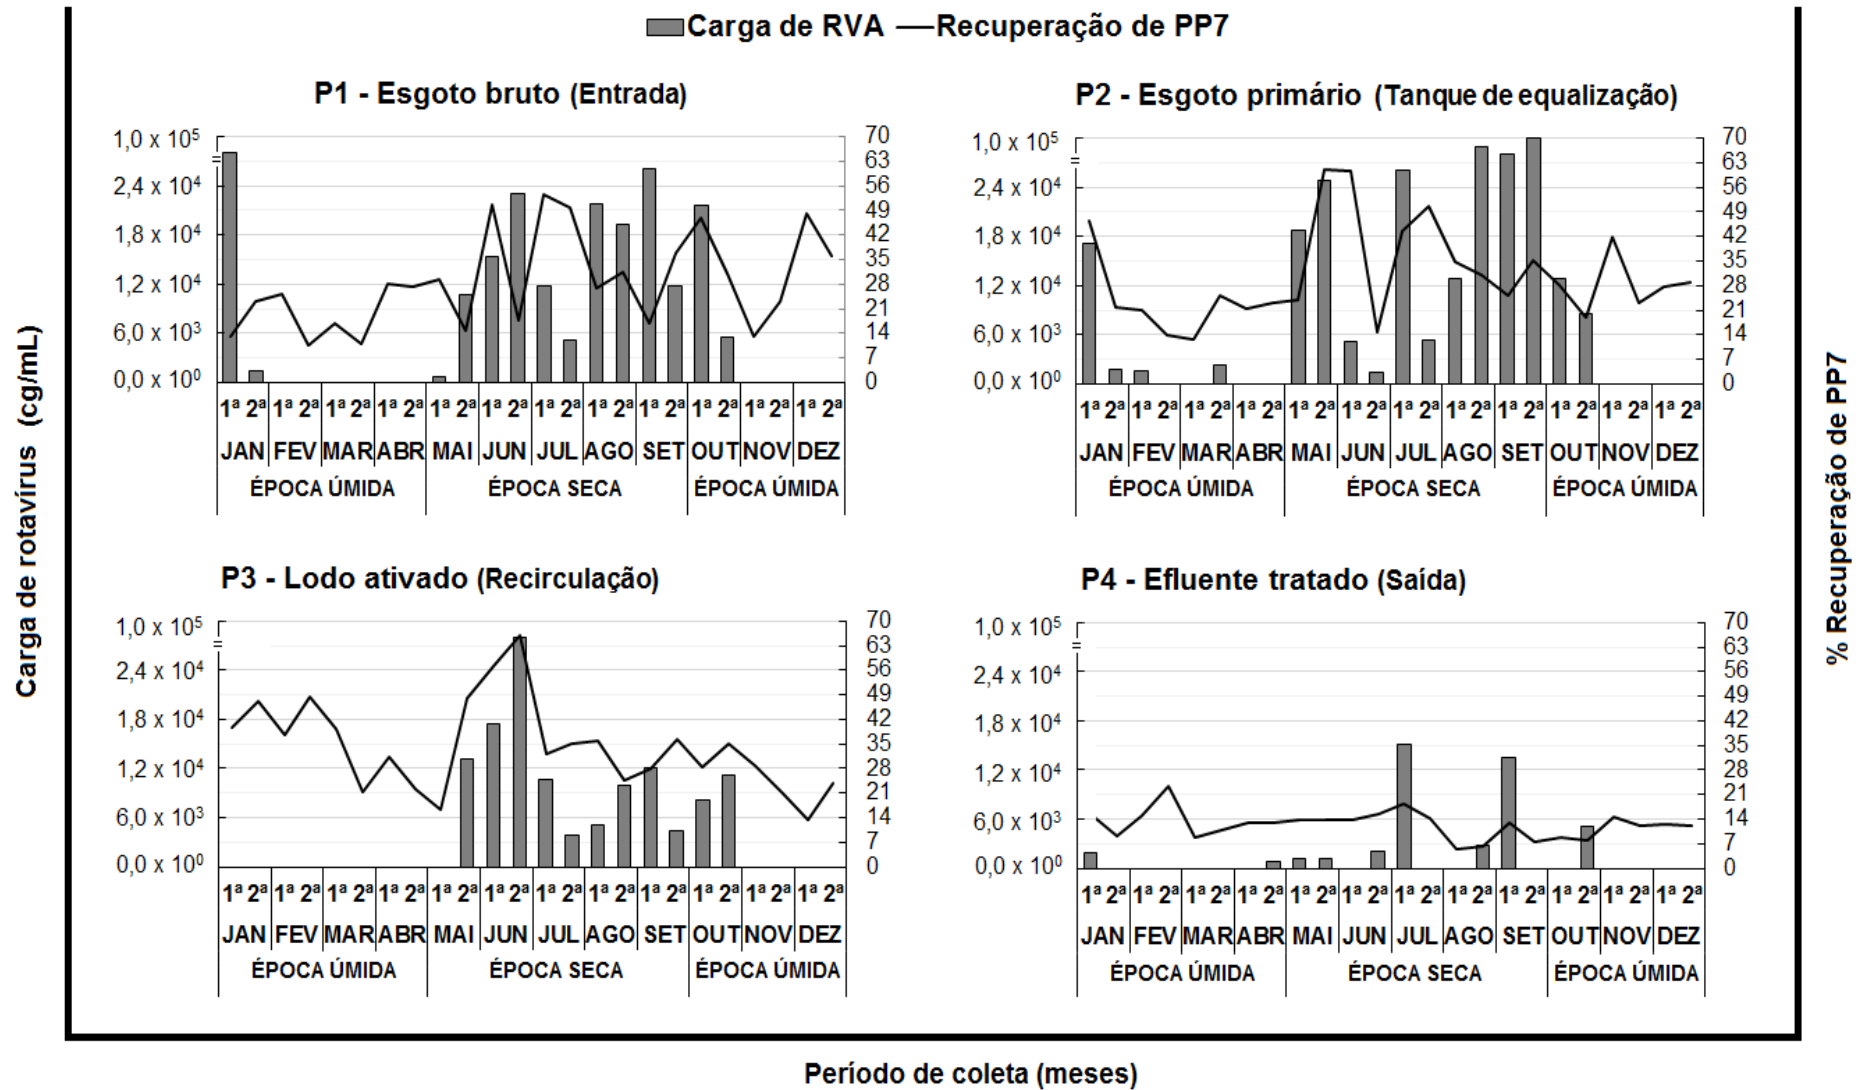 Carga de RVA Recuperação de PP7
P1 - Esgoto bruto (Entrada)
1,0 x 10⁵
2,4 x 10⁴
1,8 x 10⁴
1,2 x 10⁴
6,0 x 10³
0,0 x 10⁰
70
63
56
49
42
35
28
21
14
7
0
1ª 2ª 1ª 2ª 1ª 2ª 1ª 2ª 1ª 2ª 1ª 2ª 1ª 2ª 1ª 2ª 1ª 2ª 1ª 2ª 1ª 2ª 1ª 2ª
JAN FEV MAR ABR MAI JUN JUL AGO SET OUT NOV DEZ
ÉPOCA ÚMIDA ÉPOCA SECA ÉPOCA ÚMIDA
P2 - Esgoto primário (Tanque de equalização)
1,0 x 10⁵
2,4 x 10⁴
1,8 x 10⁴
1,2 x 10⁴
6,0 x 10³
0,0 x 10⁰
70
63
56
49
42
35
28
21
14
7
0
1ª 2ª 1ª 2ª 1ª 2ª 1ª 2ª 1ª 2ª 1ª 2ª 1ª 2ª 1ª 2ª 1ª 2ª 1ª 2ª 1ª 2ª 1ª 2ª
JAN FEV MAR ABR MAI JUN JUL AGO SET OUT NOV DEZ
ÉPOCA ÚMIDA ÉPOCA SECA ÉPOCA ÚMIDA
P3 - Lodo ativado (Recirculação)
1,0 x 10⁵
2,4 x 10⁴
1,8 x 10⁴
1,2 x 10⁴
6,0 x 10³
0,0 x 10⁰
70
63
56
49
42
35
28
21
14
7
0
1ª 2ª 1ª 2ª 1ª 2ª 1ª 2ª 1ª 2ª 1ª 2ª 1ª 2ª 1ª 2ª 1ª 2ª 1ª 2ª 1ª 2ª 1ª 2ª
JAN FEV MAR ABR MAI JUN JUL AGO SET OUT NOV DEZ
ÉPOCA ÚMIDA ÉPOCA SECA ÉPOCA ÚMIDA
P4 - Efluente tratado (Saída)
1,0 x 10⁵
2,4 x 10⁴
1,8 x 10⁴
1,2 x 10⁴
6,0 x 10³
0,0 x 10⁰
70
63
56
49
42
35
28
21
14
7
0
1ª 2ª 1ª 2ª 1ª 2ª 1ª 2ª 1ª 2ª 1ª 2ª 1ª 2ª 1ª 2ª 1ª 2ª 1ª 2ª 1ª 2ª 1ª 2ª
JAN FEV MAR ABR MAI JUN JUL AGO SET OUT NOV DEZ
ÉPOCA ÚMIDA ÉPOCA SECA ÉPOCA ÚMIDA
Carga de rotavírus (cg/mL)
% Recuperação de PP7
Período de coleta (meses)